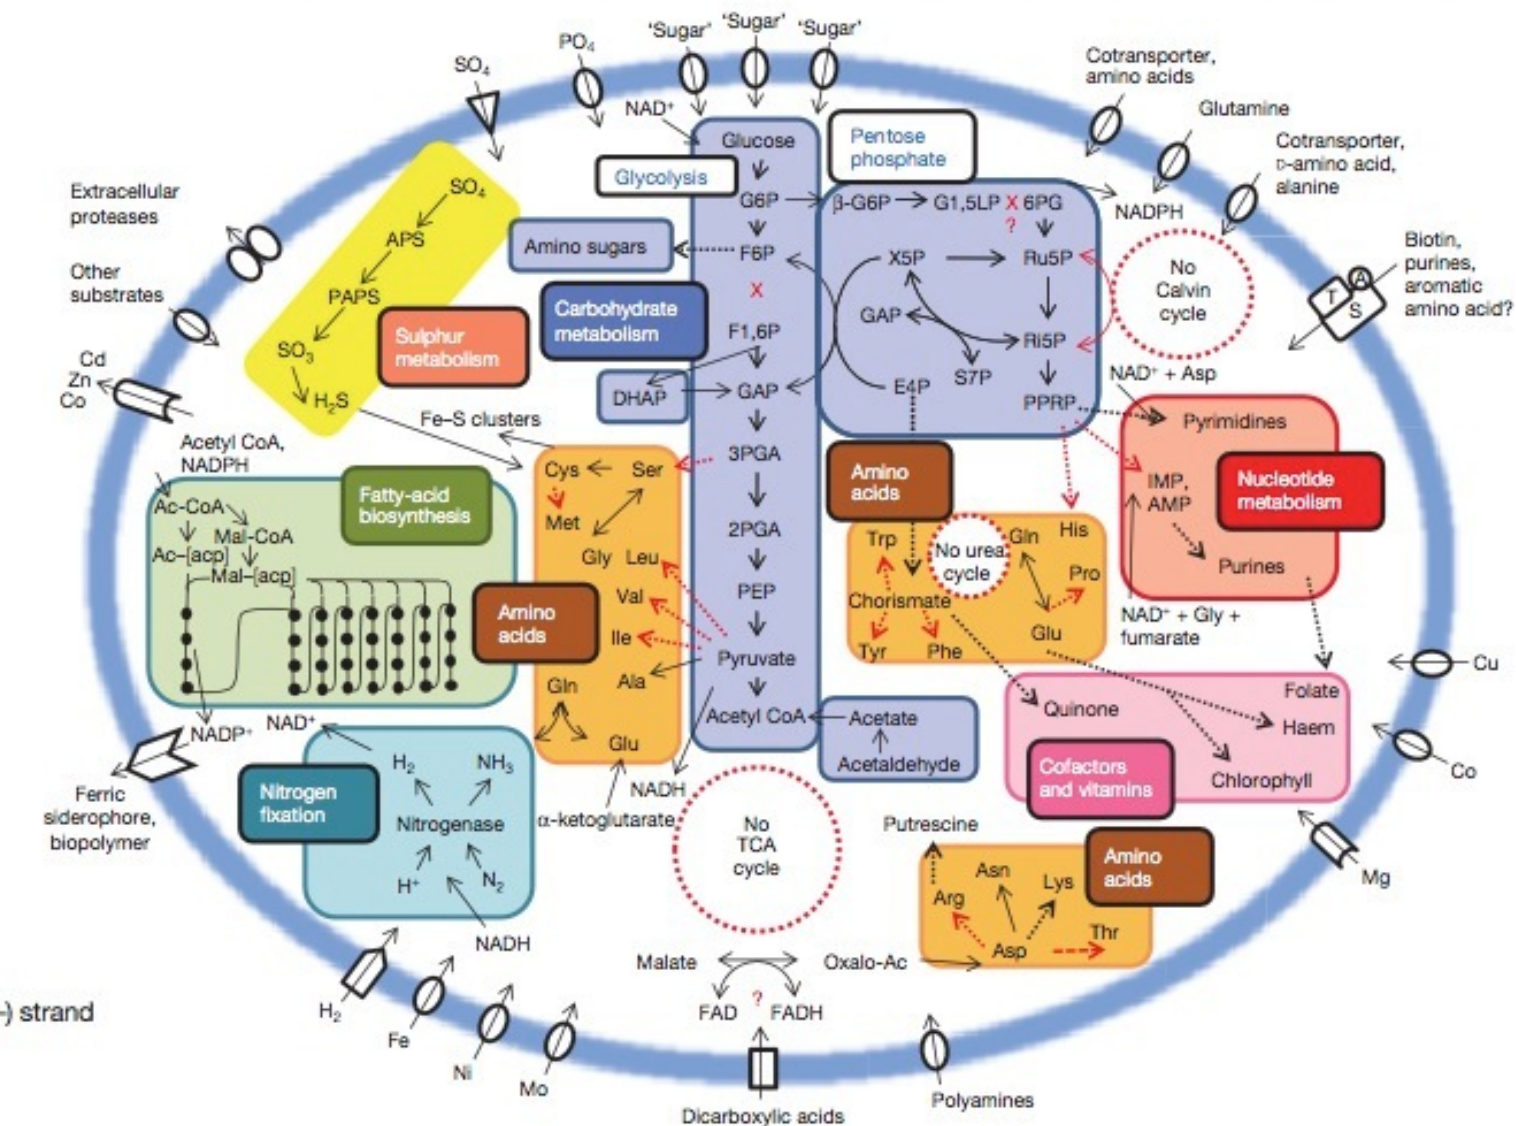 'Sugar' 'Sugar' 'Sugar'
PO4
SO4
NAD+
Cotransporter,
amino acids
Glutamine
Cotransporter,
D-amino acid,
alanine
Biotin,
purines,
aromatic
amino acid?
T
A
S
Extracellular
proteases
Other
substrates
Cd
Zn
Co
SO4
APS
PAPS
SO3
H2S
Sulphur
metabolism
Glycolysis
Amino sugars
Carbohydrate
metabolism
DHAP
Glucose
G6P
F6P
X
F1,6P
GAP
3PGA
2PGA
PEP
Pyruvate
Acetyl CoA
Acetate
Acetaldehyde
NADH
Pentose
phosphate
β-G6P
G1,5LP X 6PG
?
X5P
Ru5P
GAP
Ri5P
S7P
E4P
PPRP
NADPH
No
Calvin
cycle
NAD+ + Asp
Pyrimidines
IMP,
AMP
Purines
Nucleotide
metabolism
NAD+ + Gly +
fumarate
Fe–S clusters
Acetyl CoA,
NADPH
Ac-CoA
Mal-CoA
Ac–[acp]
Mal–[acp]
Fatty-acid
biosynthesis
NADP+
Cys
Ser
Met
Gly
Leu
Val
Ile
Ala
Gln
Glu
Amino
acids
α-ketoglutarate
Amino
acids
Trp
No urea
cycle
Gln
His
Pro
Chorismate
Glu
Tyr
Phe
Quinone
Folate
Haem
Chlorophyll
Cofactors
and vitamins
Cu
Co
Mg
NAD+
H2
NH3
Nitrogenase
H+
N2
NADH
Nitrogen
fixation
Ferric
siderophore,
biopolymer
No
TCA
cycle
Putrescine
Asn
Arg
Lys
Asp
Thr
Amino
acids
Malate
Oxalo-Ac
FAD
?
FADH
–) strand
H2
Fe
Ni
Mo
Dicarboxylic acids
Polyamines